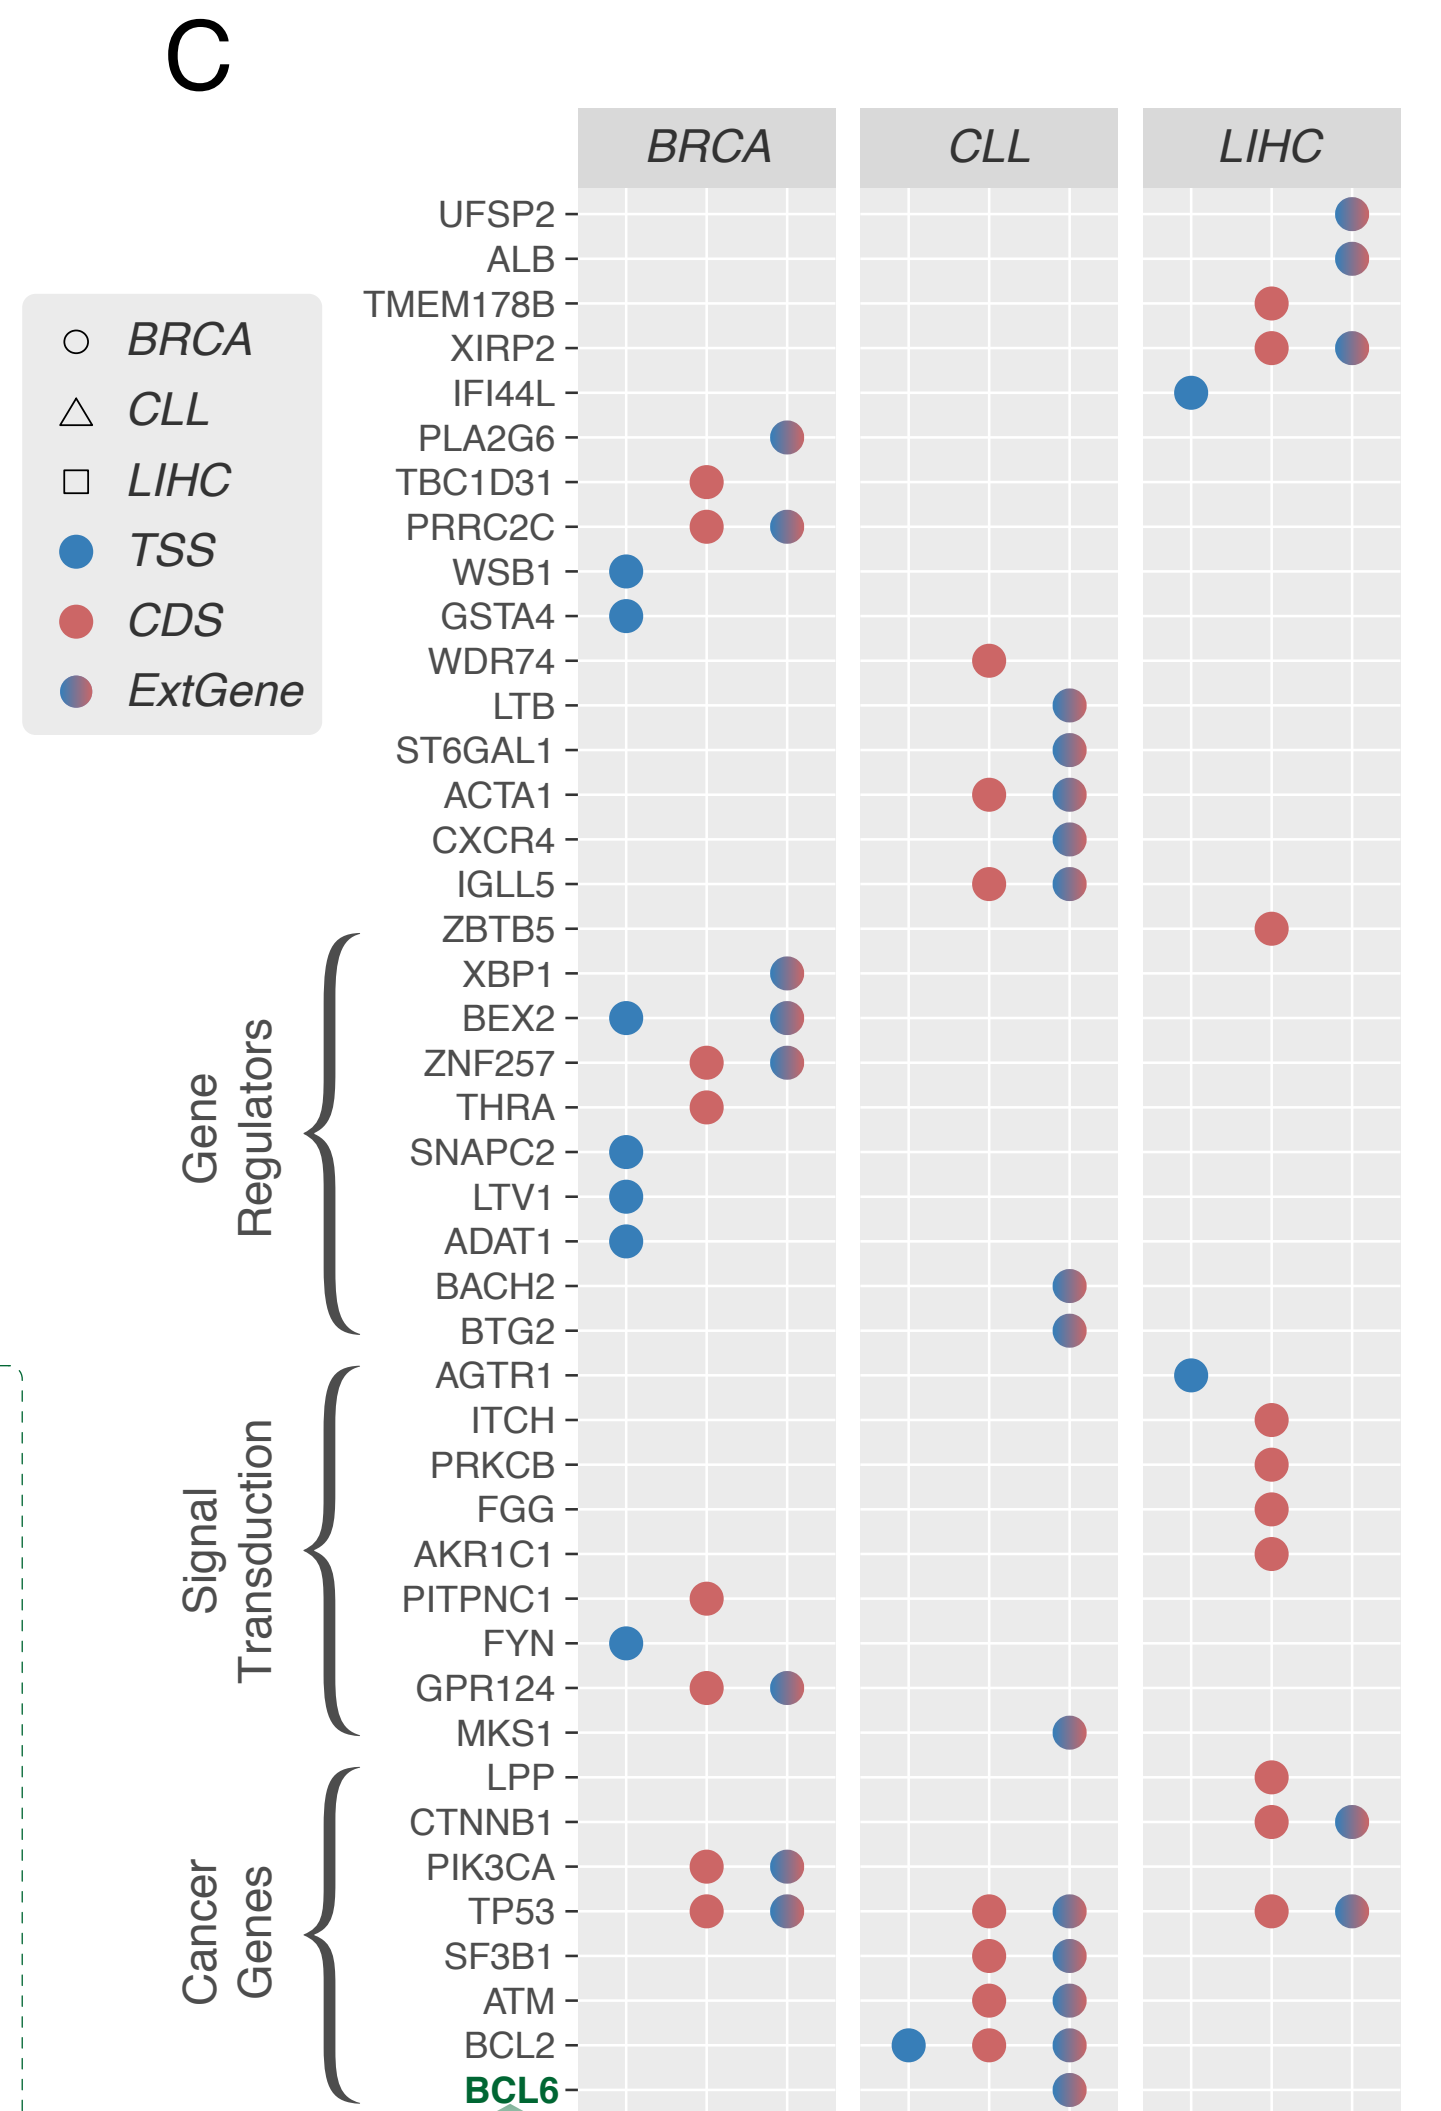 C
BRCA
CLL
LIHC
BRCA
CLL
LIHC
TSS
CDS
ExtGene
UFSP2
ALB
TMEM178B
XIRP2
IFI44L
PLA2G6
TBC1D31
PRRC2C
WSB1
GSTA4
WDR74
LTB
ST6GAL1
ACTA1
CXCR4
IGLL5
Gene
Regulators
ZBTB5
XBP1
BEX2
ZNF257
THRA
SNAPC2
LTV1
ADAT1
BACH2
BTG2
Signal
Transduction
AGTR1
ITCH
PRKCB
FGG
AKR1C1
PITPNC1
FYN
GPR124
MKS1
Cancer
Genes
LPP
CTNNB1
PIK3CA
TP53
SF3B1
ATM
BCL2
BCL6